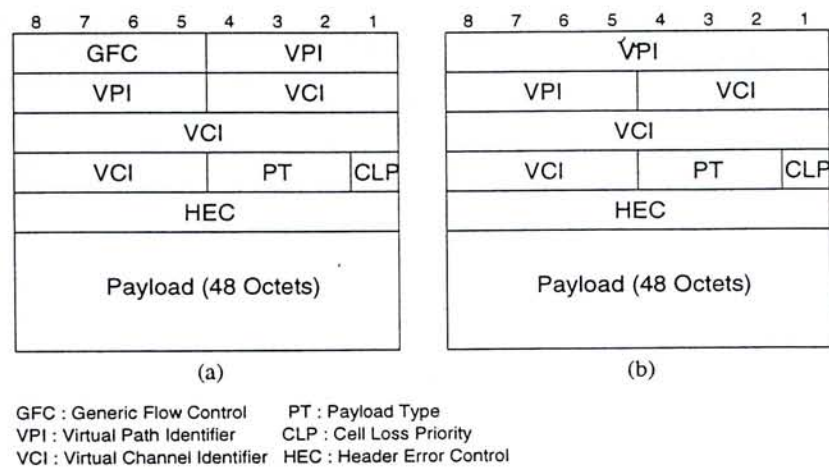 8 7 6 5 4 3 2 1
GFC VPI
VPI VCI
VCI
VCI PT CLP
HEC
Payload (48 Octets)
(a)
8 7 6 5 4 3 2 1
VPI
VPI VCI
VCI
VCI PT CLP
HEC
Payload (48 Octets)
(b)
GFC : Generic Flow Control PT : Payload Type
VPI : Virtual Path Identifier CLP : Cell Loss Priority
VCI : Virtual Channel Identifier HEC : Header Error Control